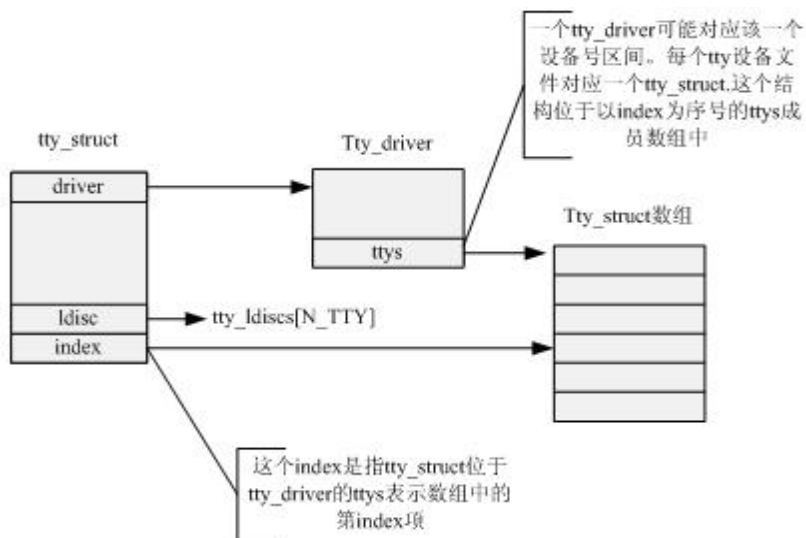 一个tty_driver可能对应该一个
设备号区间。每个tty设备文
件对应一个tty_struct.这个结
构位于以index为序号的ttys成
员数组中
tty_struct
Tty_driver
driver
Tty_struct数组
ttys
ldisc
tty_ldiscs[N_TTY]
index
这个index是指tty_struct位于
tty_driver的ttys表示数组中的
第index项